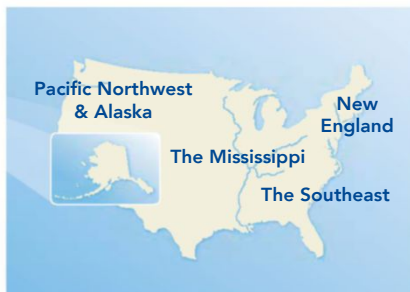 Pacific Northwest
& Alaska
New
England
The Mississippi
The Southeast